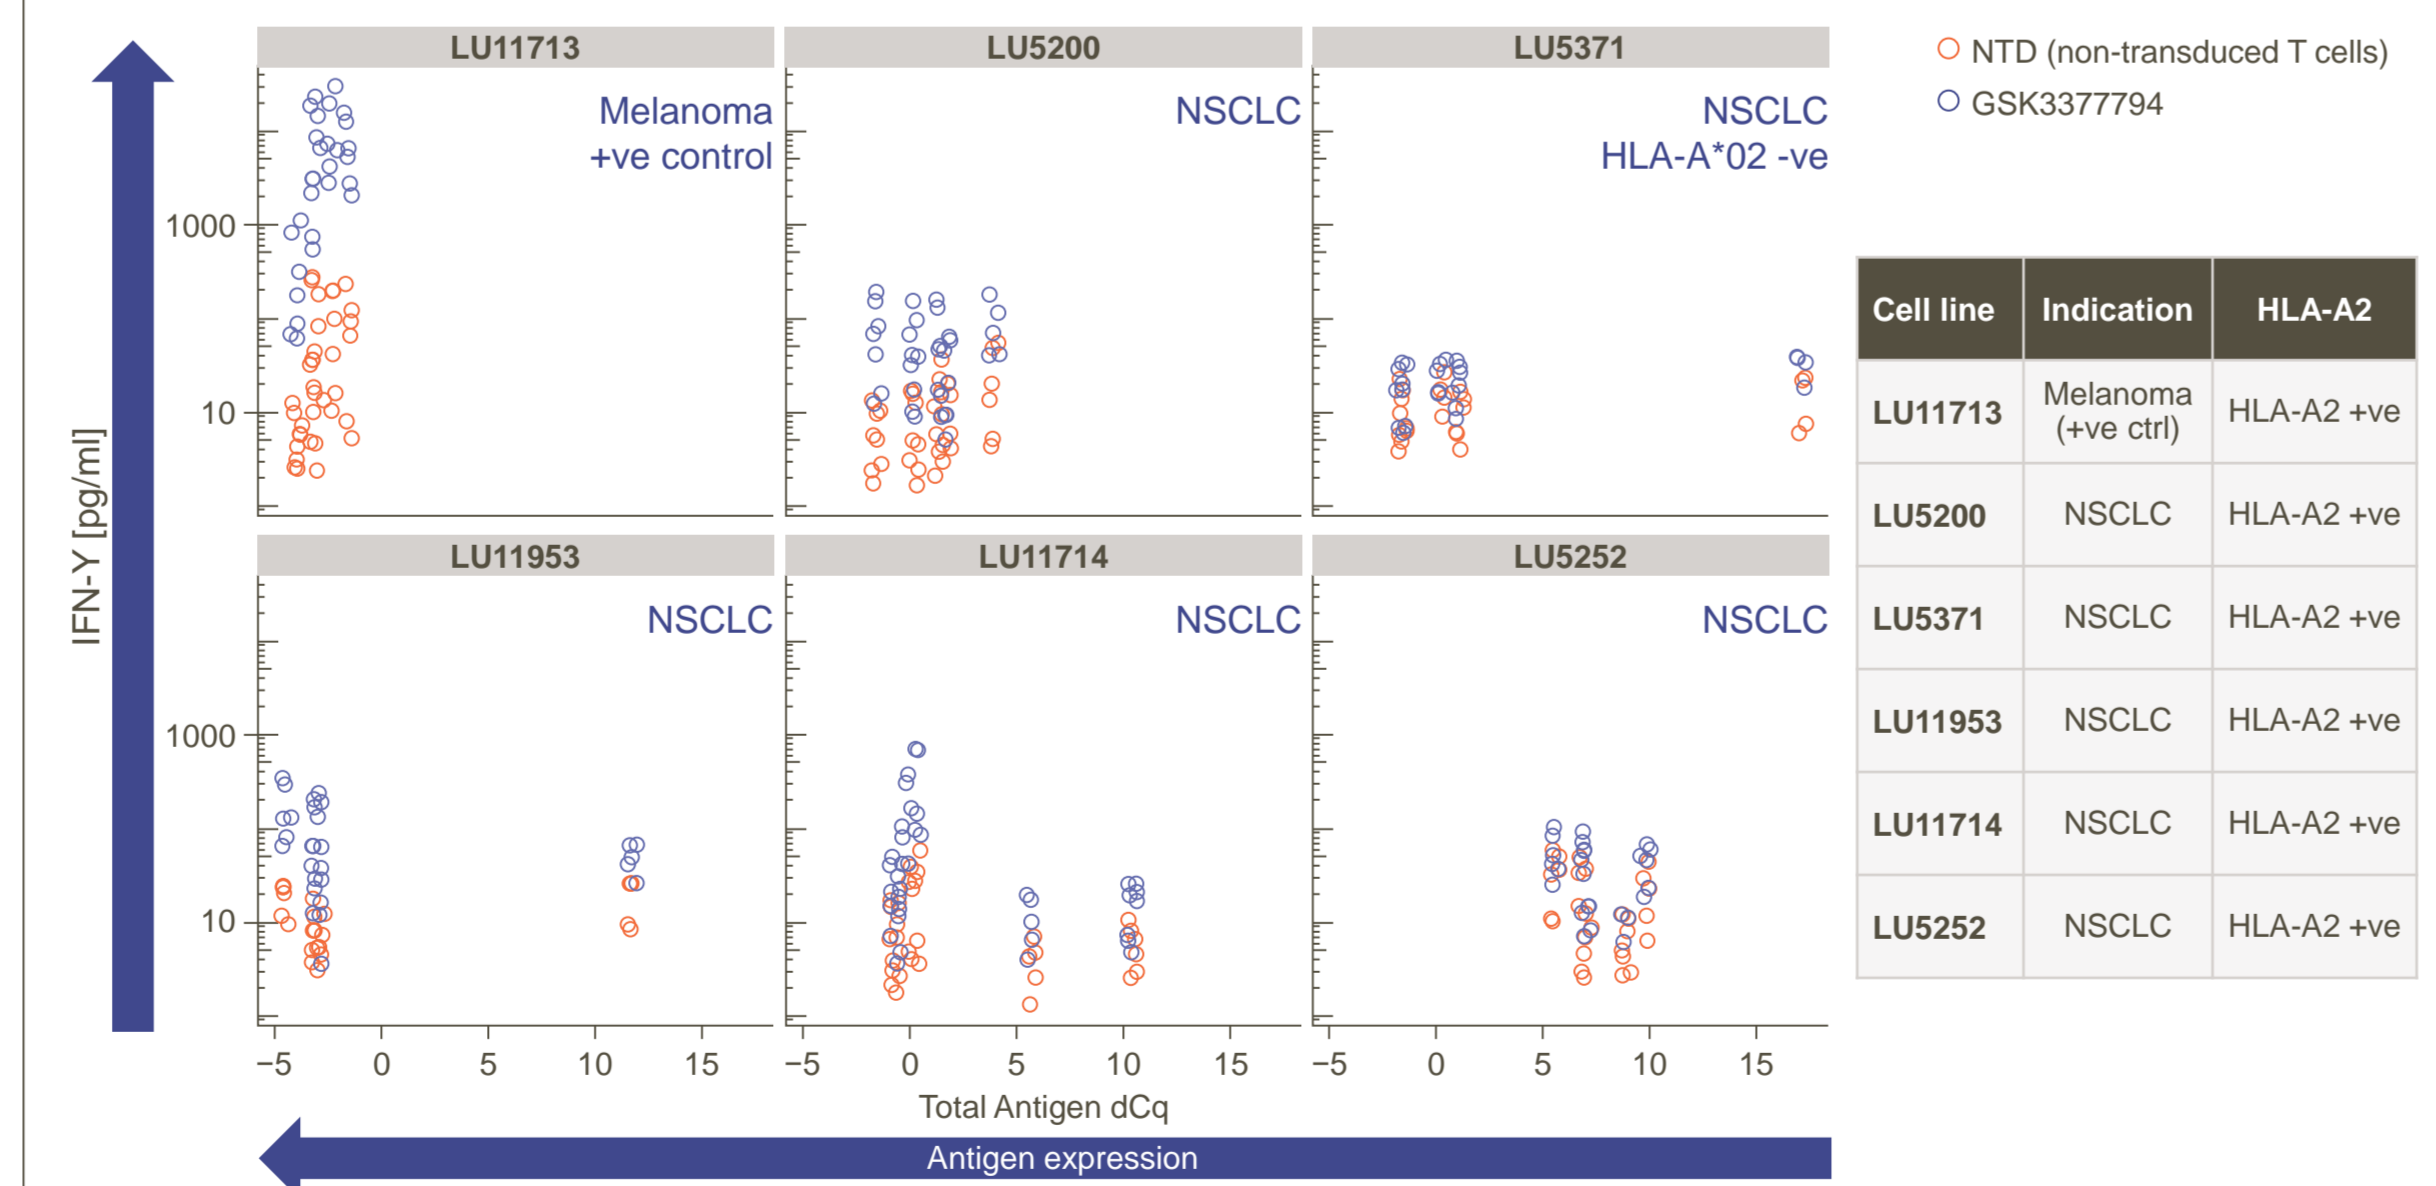 LU11713
LU5200
LU5371
NTD (non-transduced T cells)
GSK3377794
Melanoma
+ve control
NSCLC
NSCLC
HLA-A*02 -ve
1000
10
IFN-Y [pg/ml]
LU11953
LU11714
LU5252
NSCLC
NSCLC
NSCLC
1000
10
−5 0 5 10 15
−5 0 5 10 15
−5 0 5 10 15
Total Antigen dCq
Antigen expression
Cell line Indication HLA-A2
LU11713 Melanoma (+ve ctrl) HLA-A2 +ve
LU5200 NSCLC HLA-A2 +ve
LU5371 NSCLC HLA-A2 +ve
LU11953 NSCLC HLA-A2 +ve
LU11714 NSCLC HLA-A2 +ve
LU5252 NSCLC HLA-A2 +ve